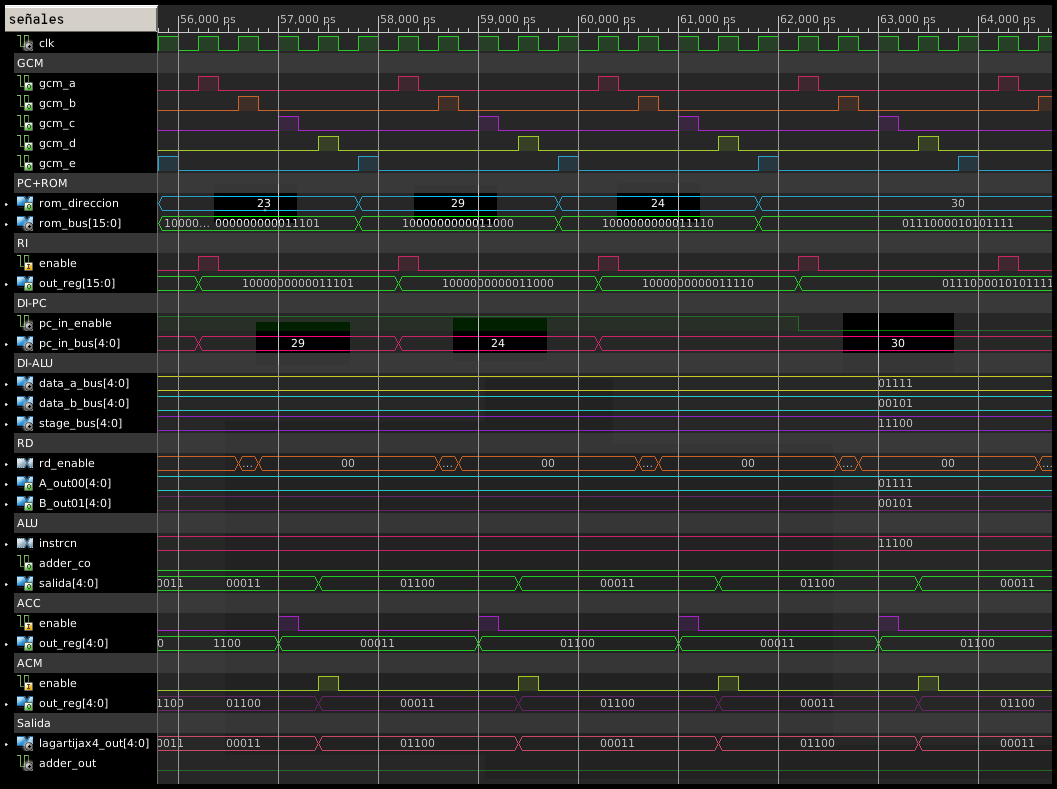 señales 56,000 ps 57,000 ps 58,000 ps 59,000 ps 60,000 ps 61,000 ps 62,000 ps 63,000 ps 64,000 ps
clk
GCM
gcm_a
gcm_b
gcm_c
gcm_d
gcm_e
PC+ROM
rom_direccion 23 29 24 30
rom_bus[15:0] 10000... 0000000000011101 1000000000011000 1000000000011110 0111000010101111
RI
enable
out_reg[15:0] 1000000000011101 1000000000011000 1000000000011110 0111000010101111
DI-PC
pc_in_enable
pc_in_bus[4:0] 29 24 30
DI-ALU
data_a_bus[4:0] 01111
data_b_bus[4:0] 00101
stage_bus[4:0] 11100
RD
rd_enable ... 00 ... 00 ... 00 ... 00 ...
A_out00[4:0] 01111
B_out01[4:0] 00101
ALU
instrcn 11100
adder_co
salida[4:0] 0011 00011 01100 00011 01100 00011
ACC
enable
out_reg[4:0] 0 1100 00011 01100 00011 01100
ACM
enable
out_reg[4:0] 1100 01100 00011 01100 00011 01100
Salida
lagartijax4_out[4:0] 0011 00011 01100 00011 01100 00011
adder_out